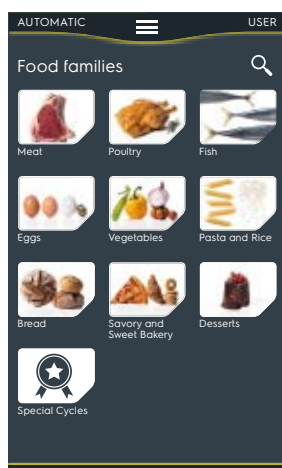 AUTOMATIC USER
Food families
Meat Poultry Fish
Eggs Vegetables Pasta and Rice
Bread Savory and Desserts
Sweet Bakery
Special Cycles